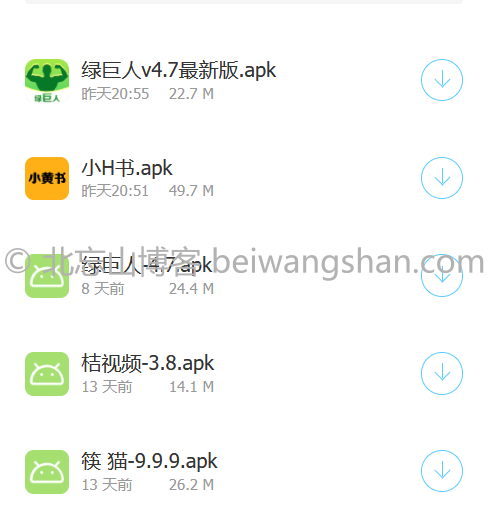 绿巨人v4.7最新版.apk
昨天20:55 22.7 M
绿巨人
小H书.apk
昨天20:51 49.7 M
小黄书
© 北忘山博客 beiwangshan.com
绿巨人-4.7.apk
8 天前 24.4 M
桔视频-3.8.apk
13 天前 14.1 M
筷 猫-9.9.9.apk
13 天前 26.2 M